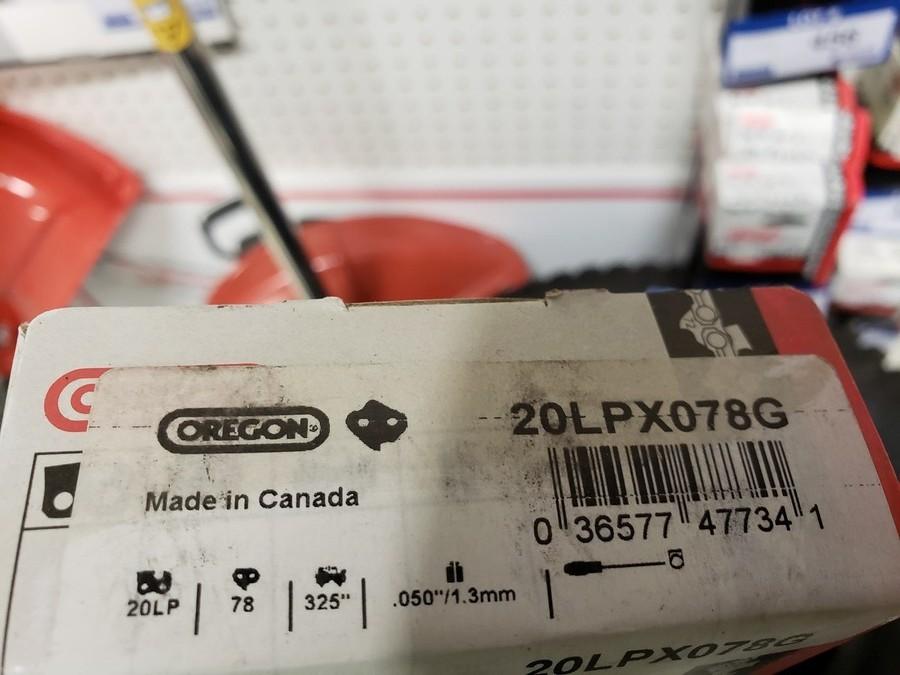 OREGON
20LPX078G
Made in Canada
0 36577 47734 1
20LP
78
325"
.050"/1.3mm
20LPX078G